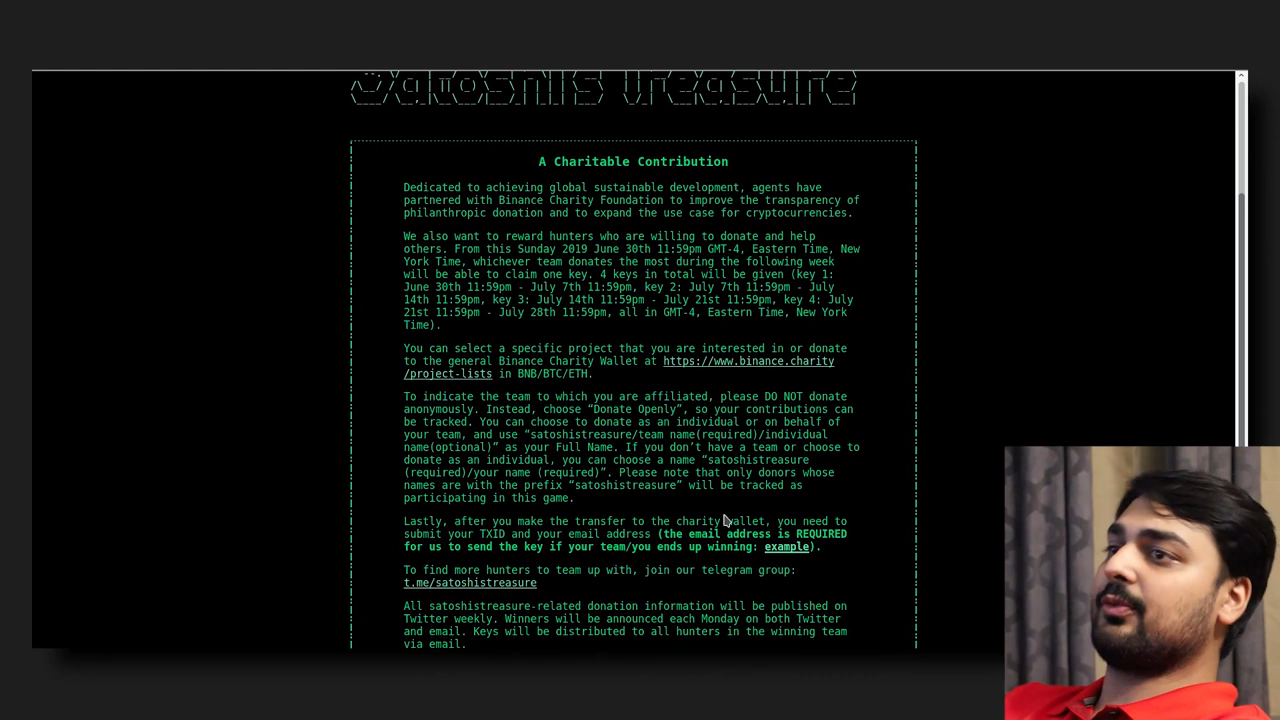 Satoshis Treasure
A Charitable Contribution
Dedicated to achieving global sustainable development, agents have
partnered with Binance Charity Foundation to improve the transparency of
philanthropic donation and to expand the use case for cryptocurrencies.
We also want to reward hunters who are willing to donate and help
others. From this Sunday 2019 June 30th 11:59pm GMT-4, Eastern Time, New
York Time, whichever team donates the most during the following week
will be able to claim one key. 4 keys in total will be given (key 1:
June 30th 11:59pm - July 7th 11:59pm, key 2: July 7th 11:59pm - July
14th 11:59pm, key 3: July 14th 11:59pm - July 21st 11:59pm, key 4: July
21st 11:59pm - July 28th 11:59pm, all in GMT-4, Eastern Time, New York
Time).
You can select a specific project that you are interested in or donate
to the general Binance Charity Wallet at https://www.binance.charity
/project-lists in BNB/BTC/ETH.
To indicate the team to which you are affiliated, please DO NOT donate
anonymously. Instead, choose “Donate Openly”, so your contributions can
be tracked. You can choose to donate as an individual or on behalf of
your team, and use “satoshistreasure/team name(required)/individual
name(optional)” as your Full Name. If you don’t have a team or choose to
donate as an individual, you can choose a name “satoshistreasure
(required)/your name (required)”. Please note that only donors whose
names are with the prefix “satoshistreasure” will be tracked as
participating in this game.
Lastly, after you make the transfer to the charity wallet, you need to
submit your TXID and your email address (the email address is REQUIRED
for us to send the key if your team/you ends up winning: example).
To find more hunters to team up with, join our telegram group:
t.me/satoshistreasure
All satoshistreasure-related donation information will be published on
Twitter weekly. Winners will be announced each Monday on both Twitter
and email. Keys will be distributed to all hunters in the winning team
via email.